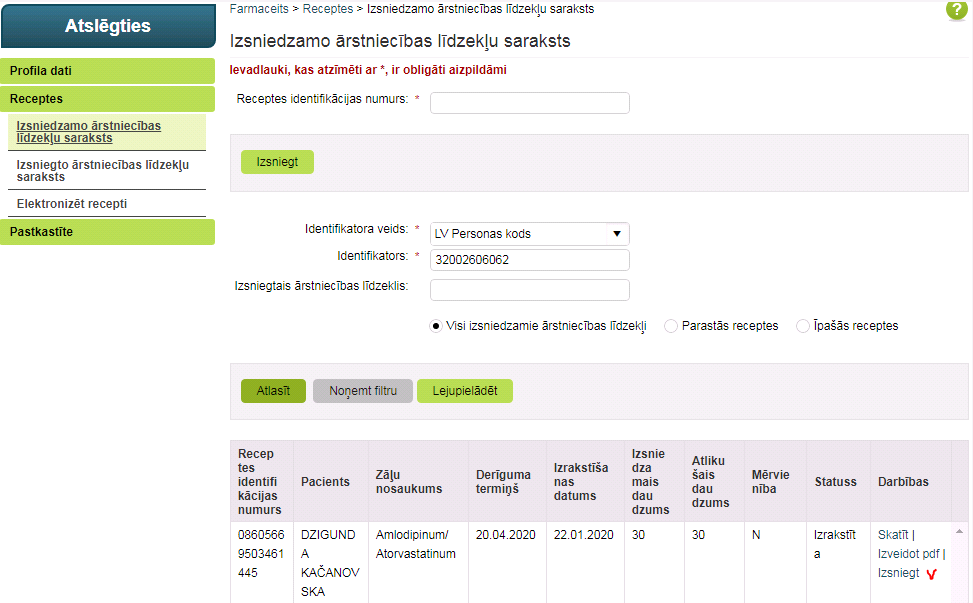 Atslēgties
Profila dati
Receptes
Izsniedzamo ārstniecības
līdzekļu saraksts
Izsniegto ārstniecības līdzekļu
saraksts
Elektronizēt recepti
Pastkastīte
Farmaceits > Receptes > Izsniedzamo ārstniecības līdzekļu saraksts
?
Izsniedzamo ārstniecības līdzekļu saraksts
Ievadlauki, kas atzīmēti ar *, ir obligāti aizpildāmi
Receptes identifikācijas numurs: *
Izsniegt
Identifikatora veids: * LV Personas kods
Identifikators: * 32002606062
Izsniegtais ārstniecības līdzeklis:
Visi izsniedzamie ārstniecības līdzekļi Parastās receptes Īpašās receptes
Atlasīt Noņemt filtru Lejupielādēt
Recep
tes
identifi
kācijas
numurs
Pacients
Zāļu
nosaukums
Derīguma
termiņš
Izrakstīša
nas
datums
Izsnie
dza
mais
dau
dzums
Atliku
šais
dau
dzums
Mērvie
nība
Statuss
Darbības
0860566
9503461
445
DZIGUND
A
KAČANOV
SKA
Amlodipinum/
Atorvastatinum
20.04.2020
22.01.2020
30
30
N
Izrakstīt
a
Skatīt |
Izveidot pdf |
Izsniegt